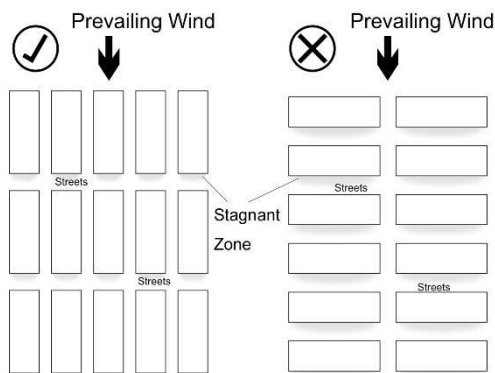 Prevailing Wind
Prevailing Wind
Streets
Streets
Stagnant
Zone
Streets
Streets